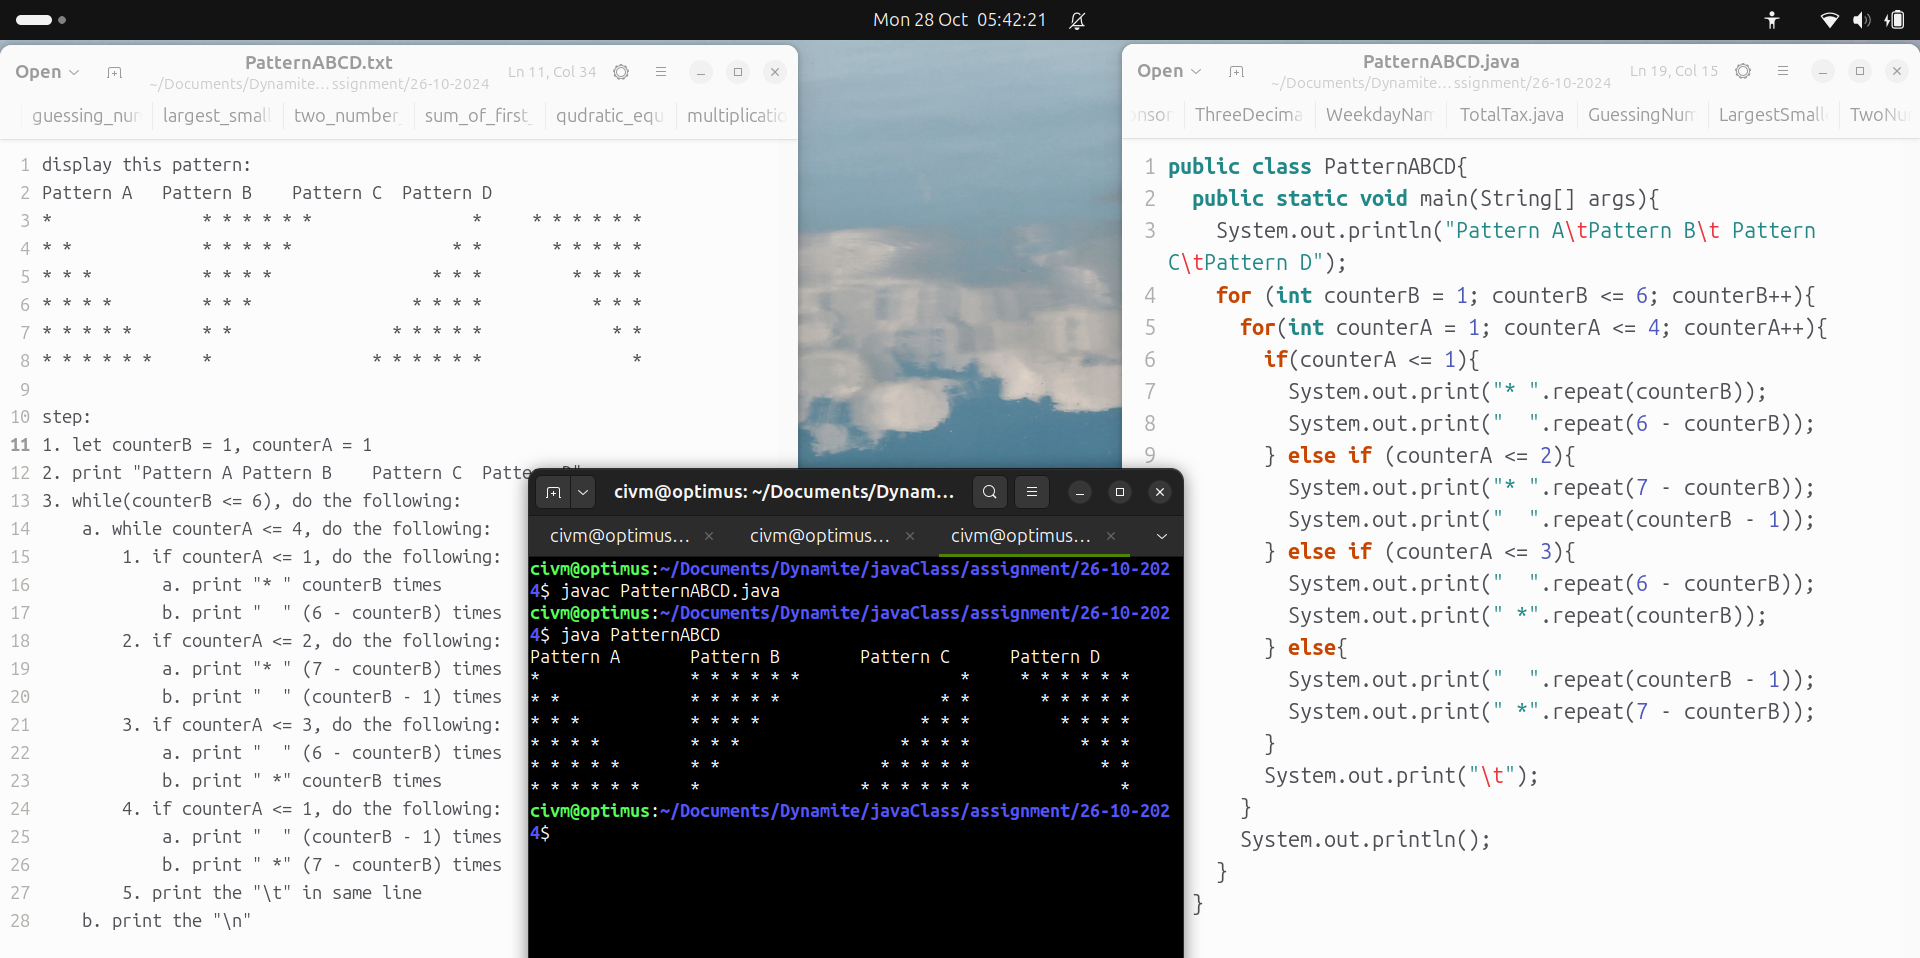 Mon 28 Oct 05:42:21
Open
PatternABCD.txt
~/Documents/Dynamite…ssignment/26-10-2024
Ln 11, Col 34
guessing_nun largest_small two_number_ sum_of_first_ qudratic_equ multiplicatio
1 display this pattern:
2 Pattern A   Pattern B    Pattern C  Pattern D
3 *               * * * * * *                *     * * * * * *
4 * *             * * * * *                * *       * * * * *
5 * * *           * * * *                * * *         * * * *
6 * * * *         * * *                * * * *           * * *
7 * * * * *       * *                * * * * *             * *
8 * * * * * *     *                * * * * * *               *
9
10 step:
11 1. let counterB = 1, counterA = 1
12 2. print "Pattern A Pattern B    Pattern C  Patte
13 3. while(counterB <= 6), do the following:
14     a. while counterA <= 4, do the following:
15         1. if counterA <= 1, do the following:
16             a. print "* " counterB times
17             b. print "  " (6 - counterB) times
18         2. if counterA <= 2, do the following:
19             a. print "* " (7 - counterB) times
20             b. print "  " (counterB - 1) times
21         3. if counterA <= 3, do the following:
22             a. print "  " (6 - counterB) times
23             b. print " *" counterB times
24         4. if counterA <= 1, do the following:
25             a. print "  " (counterB - 1) times
26             b. print " *" (7 - counterB) times
27         5. print the "\t" in same line
28     b. print the "\n"
civm@optimus: ~/Documents/Dynam…
civm@optimus… civm@optimus… civm@optimus…
civm@optimus:~/Documents/Dynamite/javaClass/assignment/26-10-202
4$ javac PatternABCD.java
civm@optimus:~/Documents/Dynamite/javaClass/assignment/26-10-202
4$ java PatternABCD
Pattern A       Pattern B        Pattern C      Pattern D
*               * * * * * *                *     * * * * * *
* *             * * * * *                * *       * * * * *
* * *           * * * *                * * *         * * * *
* * * *         * * *                * * * *           * * *
* * * * *       * *                * * * * *             * *
* * * * * *     *                * * * * * *               *
civm@optimus:~/Documents/Dynamite/javaClass/assignment/26-10-202
4$
Open
PatternABCD.java
~/Documents/Dynamite…ssignment/26-10-2024
Ln 19, Col 15
onsor ThreeDecima WeekdayNam TotalTax.java GuessingNum LargestSmall TwoNu
1 public class PatternABCD{
2   public static void main(String[] args){
3     System.out.println("Pattern A\tPattern B\t Pattern
C\tPattern D");
4     for (int counterB = 1; counterB <= 6; counterB++){
5       for(int counterA = 1; counterA <= 4; counterA++){
6         if(counterA <= 1){
7           System.out.print("* ".repeat(counterB));
8           System.out.print("  ".repeat(6 - counterB));
9         } else if (counterA <= 2){
          System.out.print("* ".repeat(7 - counterB));
          System.out.print("  ".repeat(counterB - 1));
        } else if (counterA <= 3){
          System.out.print("  ".repeat(6 - counterB));
          System.out.print(" *".repeat(counterB));
        } else{
          System.out.print("  ".repeat(counterB - 1));
          System.out.print(" *".repeat(7 - counterB));
        }
        System.out.print("\t");
      }
      System.out.println();
    }
  }